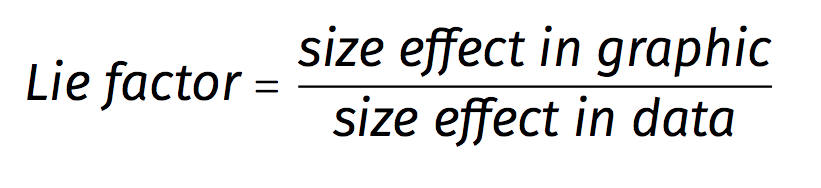 Lie factor = size effect in graphic
size effect in data